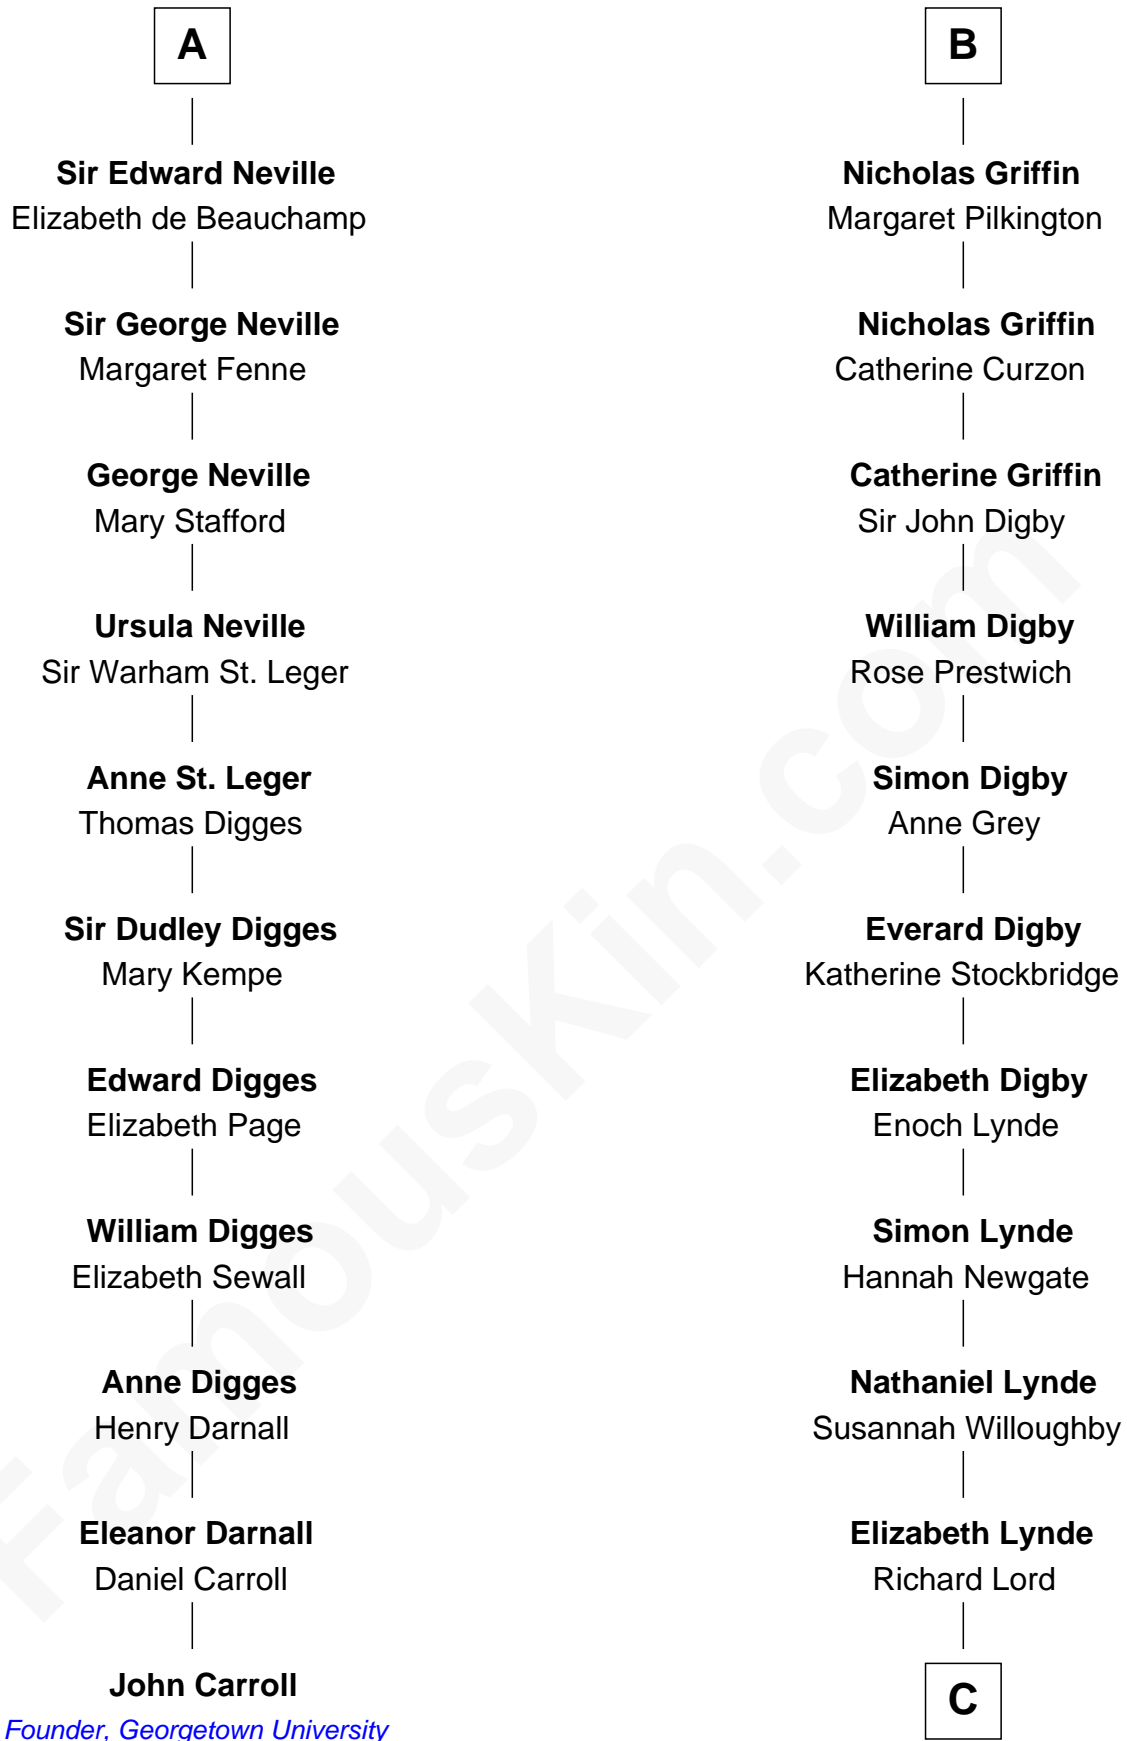 A
Sir Edward Neville
Elizabeth de Beauchamp
Sir George Neville
Margaret Fenne
George Neville
Mary Stafford
Ursula Neville
Sir Warham St. Leger
Anne St. Leger
Thomas Digges
Sir Dudley Digges
Mary Kempe
Edward Digges
Elizabeth Page
William Digges
Elizabeth Sewall
Anne Digges
Henry Darnall
Eleanor Darnall
Daniel Carroll
John Carroll
Founder, Georgetown University
B
Nicholas Griffin
Margaret Pilkington
Nicholas Griffin
Catherine Curzon
Catherine Griffin
Sir John Digby
William Digby
Rose Prestwich
Simon Digby
Anne Grey
Everard Digby
Katherine Stockbridge
Elizabeth Digby
Enoch Lynde
Simon Lynde
Hannah Newgate
Nathaniel Lynde
Susannah Willoughby
Elizabeth Lynde
Richard Lord
C
FamousKin.com